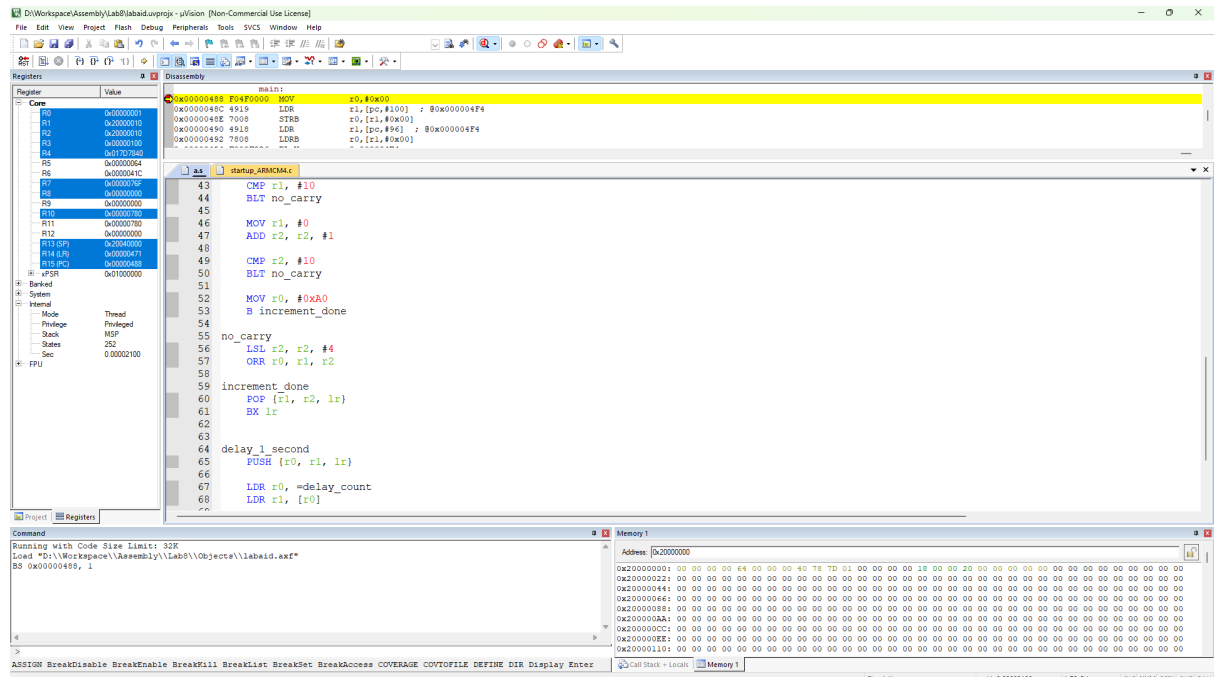 D:\Workspace\Assembly\Lab8\labaid.uvprojx - µVision [Non-Commercial Use License]
File Edit View Project Flash Debug Peripherals Tools SVCS Window Help
Registers
Register Value
Core
R0 0x00000001
R1 0x20000010
R2 0x20000010
R3 0x00000100
R4 0x017D7840
R5 0x00000064
R6 0x0000041C
R7 0x0000076F
R8 0x00000000
R9 0x00000000
R10 0x00000780
R11 0x00000780
R12 0x00000000
R13 (SP) 0x20040000
R14 (LR) 0x00000471
R15 (PC) 0x00000488
xPSR 0x01000000
Banked
System
Internal
Mode Thread
Privilege Privileged
Stack MSP
States 252
Sec 0.00002100
FPU
Project Registers
Disassembly
main:
0x00000488 F04F0000 MOV r0,#0x00
0x0000048C 4919 LDR r1,[pc,#100] ; @0x000004F4
0x0000048E 7008 STRB r0,[r1,#0x00]
0x00000490 4918 LDR r1,[pc,#96] ; @0x000004F4
0x00000492 7808 LDRB r0,[r1,#0x00]
a.s startup_ARMCM4.c
43 CMP r1, #10
44 BLT no_carry
45
46 MOV r1, #0
47 ADD r2, r2, #1
48
49 CMP r2, #10
50 BLT no_carry
51
52 MOV r0, #0xA0
53 B increment_done
54
55 no_carry
56 LSL r2, r2, #4
57 ORR r0, r1, r2
58
59 increment_done
60 POP {r1, r2, lr}
61 BX lr
62
63
64 delay_1_second
65 PUSH {r0, r1, lr}
66
67 LDR r0, =delay_count
68 LDR r1, [r0]
Command
Running with Code Size Limit: 32K
Load "D:\\Workspace\\Assembly\\Lab8\\Objects\\labaid.axf"
BS 0x00000488, 1
>
ASSIGN BreakDisable BreakEnable BreakKill BreakList BreakSet BreakAccess COVERAGE COVTOFILE DEFINE DIR Display Enter
Memory 1
Address: 0x20000000
0x20000000: 00 00 00 00 64 00 00 00 40 78 7D 01 00 00 00 00 18 00 00 20 00 00 00 00 00 00 00 00 00 00 00 00 00 00
0x20000022: 00 00 00 00 00 00 00 00 00 00 00 00 00 00 00 00 00 00 00 00 00 00 00 00 00 00 00 00 00 00 00 00 00 00
0x20000044: 00 00 00 00 00 00 00 00 00 00 00 00 00 00 00 00 00 00 00 00 00 00 00 00 00 00 00 00 00 00 00 00 00 00
0x20000066: 00 00 00 00 00 00 00 00 00 00 00 00 00 00 00 00 00 00 00 00 00 00 00 00 00 00 00 00 00 00 00 00 00 00
0x20000088: 00 00 00 00 00 00 00 00 00 00 00 00 00 00 00 00 00 00 00 00 00 00 00 00 00 00 00 00 00 00 00 00 00 00
0x200000AA: 00 00 00 00 00 00 00 00 00 00 00 00 00 00 00 00 00 00 00 00 00 00 00 00 00 00 00 00 00 00 00 00 00 00
0x200000CC: 00 00 00 00 00 00 00 00 00 00 00 00 00 00 00 00 00 00 00 00 00 00 00 00 00 00 00 00 00 00 00 00 00 00
0x200000EE: 00 00 00 00 00 00 00 00 00 00 00 00 00 00 00 00 00 00 00 00 00 00 00 00 00 00 00 00 00 00 00 00 00 00
0x20000110: 00 00 00 00 00 00 00 00 00 00 00 00 00 00 00 00 00 00 00 00 00 00 00 00 00 00 00 00 00 00 00 00 00 00
Call Stack + Locals Memory 1